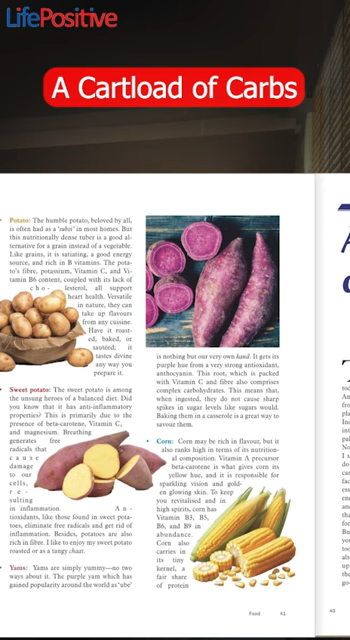 LifePositive
A Cartload of Carbs
• Potato: The humble potato, beloved by all,
is often had as a 'sabzi' in most homes. But
this nutritionally dense tuber is a good al-
ternative for a grain instead of a vegetable.
Like grains, it is satiating, a good energy
source, and rich in B vitamins. The pota-
to's fibre, potassium, Vitamin C, and Vi-
tamin B6 content, coupled with its lack of
cho- lesterol, all support
heart health. Versatile
in nature, they can
take up flavours
from any cuisine.
Have it roast-
ed, baked, or
sautéed; it
tastes divine
any way you
prepare it.
• Sweet potato: The sweet potato is among
the unsung heroes of a balanced diet. Did
you know that it has anti-inflammatory
properties? This is primarily due to the
presence of beta-carotene, Vitamin C,
and magnesium. Breathing
generates free
radicals that
cause
damage
to our
cells,
re-
sulting
in inflammation. An-
tioxidants, like those found in sweet pota-
toes, eliminate free radicals and get rid of
inflammation. Besides, potatoes are also
rich in fibre. I like to enjoy my sweet potato
roasted or as a tangy chaat.
• Yams: Yams are simply yummy—no two
ways about it. The purple yam which has
gained popularity around the world as 'ube'
is nothing but our very own kand. It gets its
purple hue from a very strong antioxidant,
anthocyanin. This root, which is packed
with Vitamin C and fibre also comprises
complex carbohydrates. This means that,
when ingested, they do not cause sharp
spikes in sugar levels like sugars would.
Baking them in a casserole is a great way to
savour them.
• Corn: Corn may be rich in flavour, but it
also ranks high in terms of its nutrition-
al composition. Vitamin A precursor
beta-carotene is what gives corn its
yellow hue, and it is responsible for
sparkling vision and gold-
en glowing skin. To keep
you revitalised and in
high spirits, corn has
Vitamin B3, B5,
B6, and B9 in
abundance.
Corn also
carries in
its tiny
kernel, a
fair share
of protein
Food 41
40